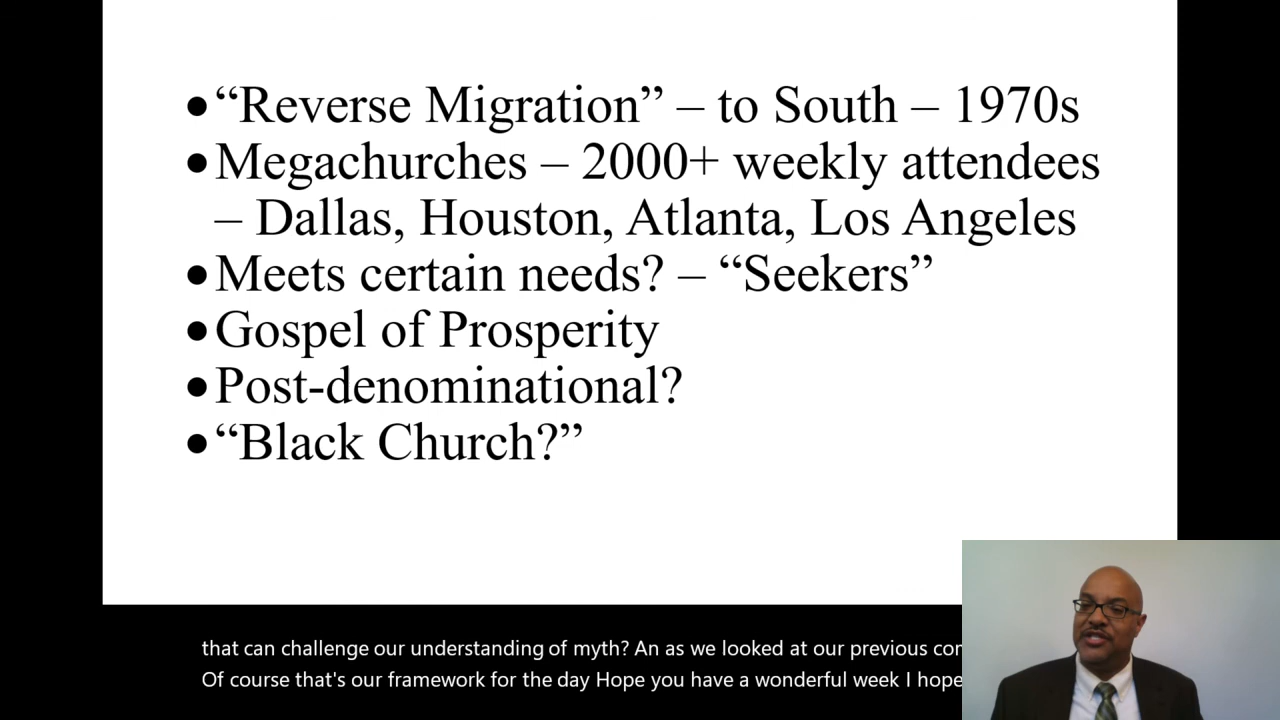 •“Reverse Migration” – to South – 1970s
•Megachurches – 2000+ weekly attendees
– Dallas, Houston, Atlanta, Los Angeles
•Meets certain needs? – “Seekers”
•Gospel of Prosperity
•Post-denominational?
•“Black Church?”
that can challenge our understanding of myth? An as we looked at our previous
Of course that's our framework for the day Hope you have a wonderful week I hope